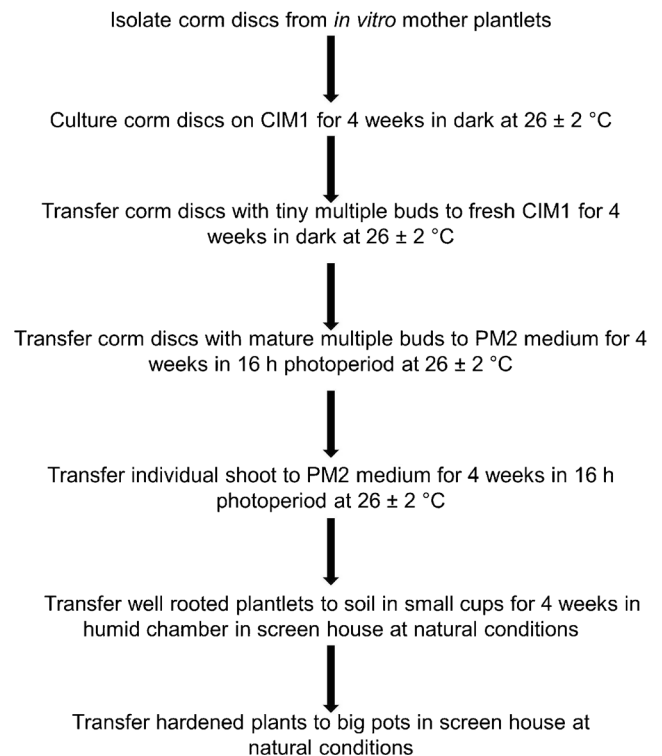 Isolate corm discs from in vitro mother plantlets
Culture corm discs on CIM1 for 4 weeks in dark at 26 ± 2 °C
Transfer corm discs with tiny multiple buds to fresh CIM1 for 4
weeks in dark at 26 ± 2 °C
Transfer corm discs with mature multiple buds to PM2 medium for 4
weeks in 16 h photoperiod at 26 ± 2 °C
Transfer individual shoot to PM2 medium for 4 weeks in 16 h
photoperiod at 26 ± 2 °C
Transfer well rooted plantlets to soil in small cups for 4 weeks in
humid chamber in screen house at natural conditions
Transfer hardened plants to big pots in screen house at
natural conditions